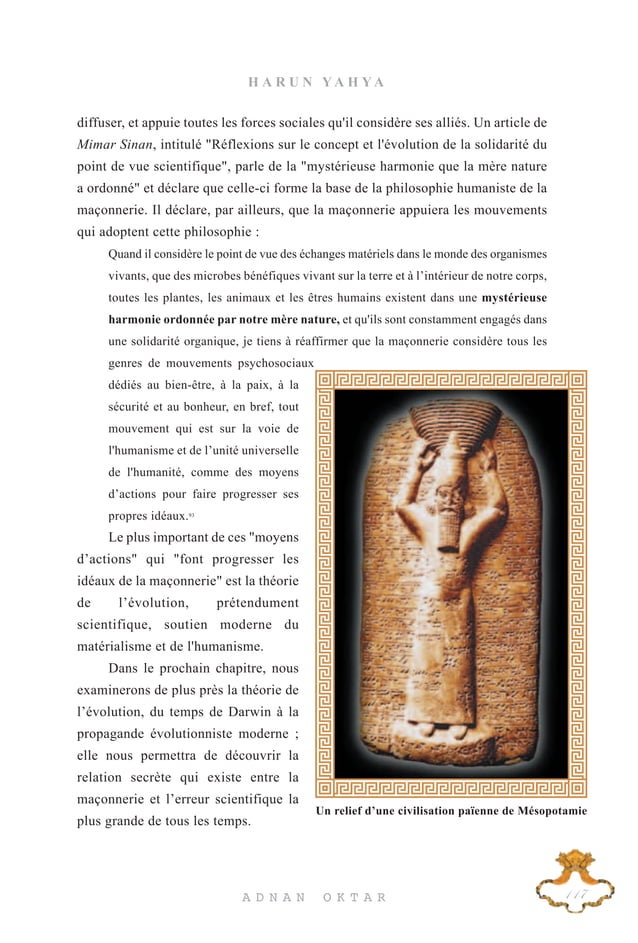 HARUN YAHYA
diffuser, et appuie toutes les forces sociales qu'il considère ses alliés. Un article de
Mimar Sinan, intitulé "Réflexions sur le concept et l'évolution de la solidarité du
point de vue scientifique", parle de la "mystérieuse harmonie que la mère nature
a ordonné" et déclare que celle-ci forme la base de la philosophie humaniste de la
maçonnerie. Il déclare, par ailleurs, que la maçonnerie appuiera les mouvements
qui adoptent cette philosophie :
Quand il considère le point de vue des échanges matériels dans le monde des organismes
vivants, que des microbes bénéfiques vivant sur la terre et à l’intérieur de notre corps,
toutes les plantes, les animaux et les êtres humains existent dans une mystérieuse
harmonie ordonnée par notre mère nature, et qu'ils sont constamment engagés dans
une solidarité organique, je tiens à réaffirmer que la maçonnerie considère tous les
genres de mouvements psychosociaux
dédiés au bien-être, à la paix, à la
sécurité et au bonheur, en bref, tout
mouvement qui est sur la voie de
l'humanisme et de l’unité universelle
de l'humanité, comme des moyens
d’actions pour faire progresser ses
propres idéaux.93
Le plus important de ces "moyens
d’actions" qui "font progresser les
idéaux de la maçonnerie" est la théorie
de l’évolution, prétendument
scientifique, soutien moderne du
matérialisme et de l'humanisme.
Dans le prochain chapitre, nous
examinerons de plus près la théorie de
l’évolution, du temps de Darwin à la
propagande évolutionniste moderne ;
elle nous permettra de découvrir la
relation secrète qui existe entre la
maçonnerie et l’erreur scientifique la
plus grande de tous les temps.
Un relief d’une civilisation païenne de Mésopotamie
ADNAN OKTAR
117